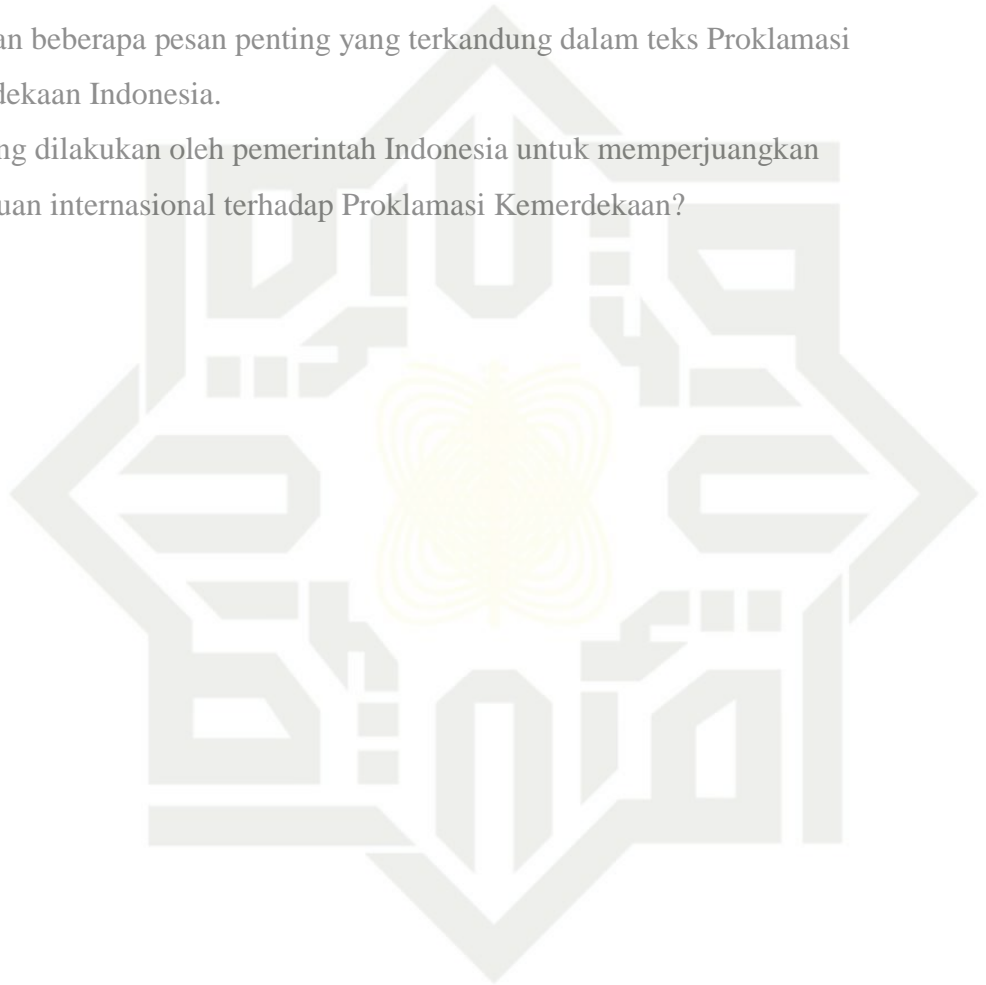 an beberapa pesan penting yang terkandung dalam teks Proklamasi
dekaan Indonesia.
ng dilakukan oleh pemerintah Indonesia untuk memperjuangkan
uan internasional terhadap Proklamasi Kemerdekaan?